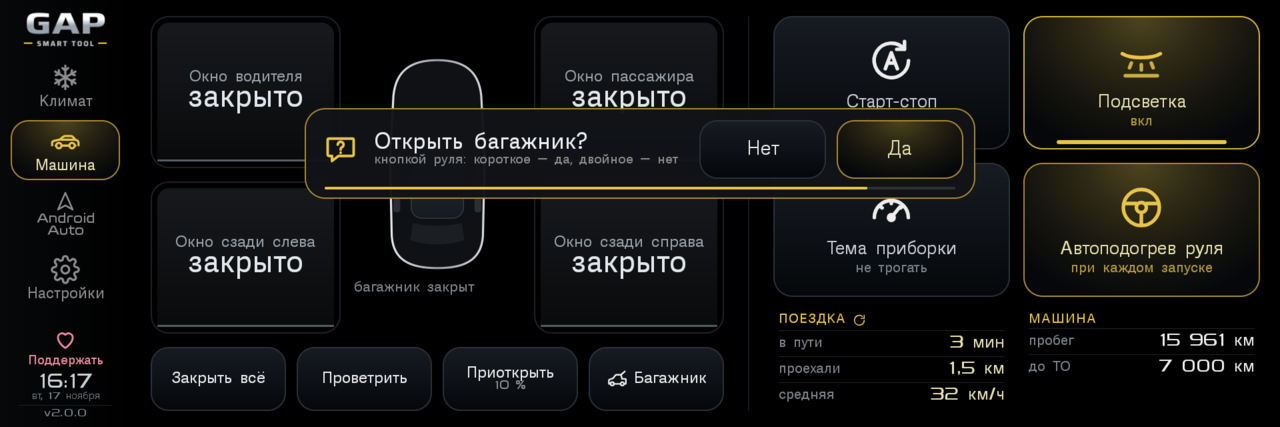 GAP
SMART TOOL
Климат
Машина
Android
Auto
Настройки
Поддержать
16:17
вт, 17 ноября
v2.0.0
Окно водителя
закрыто
Окно пассажира
закрыто
Окно сзади слева
закрыто
Окно сзади справа
закрыто
багажник закрыт
Открыть багажник?
кнопкой руля: короткое — да, двойное — нет
Нет
Да
Закрыть всё
Проветрить
Приоткрыть
10 %
Багажник
A
Старт-стоп
Подсветка
вкл
Тема приборки
не трогать
Автоподогрев руля
при каждом запуске
ПОЕЗДКА
в пути 3 мин
проехали 1,5 км
средняя 32 км/ч
МАШИНА
пробег 15 961 км
до ТО 7 000 км